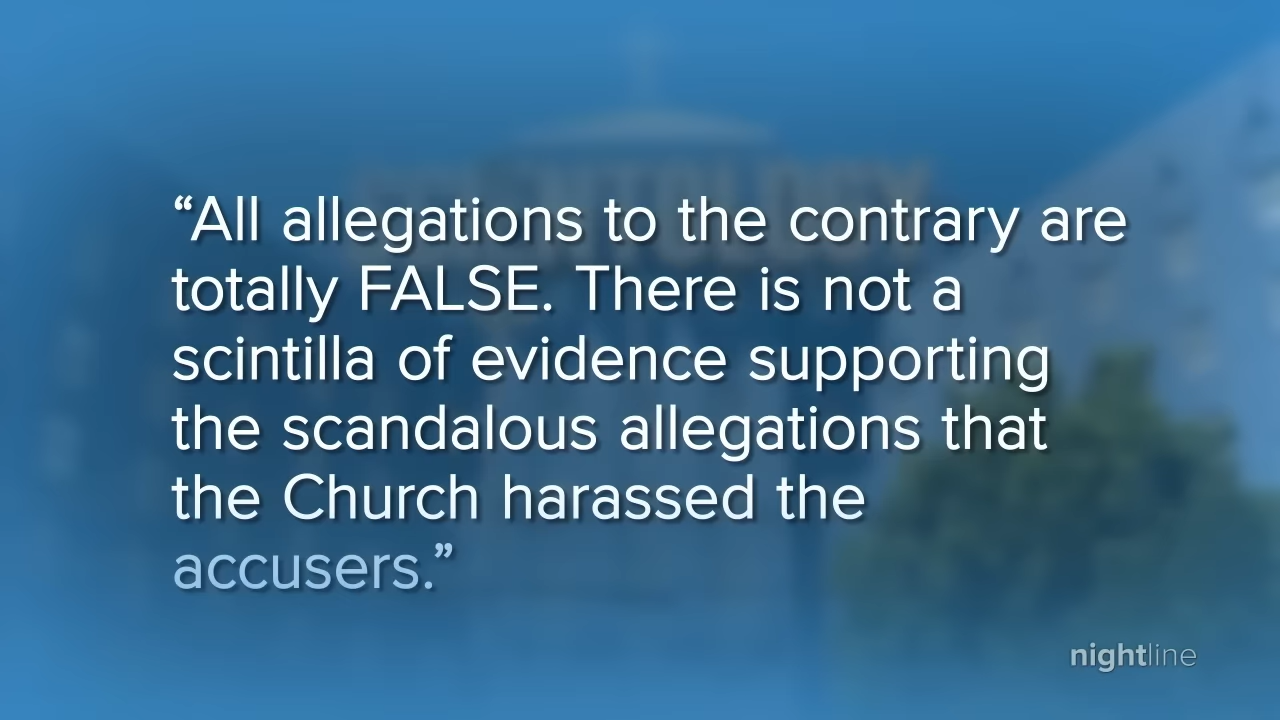 “All allegations to the contrary are
totally FALSE. There is not a
scintilla of evidence supporting
the scandalous allegations that
the Church harassed the
accusers.”
nightline